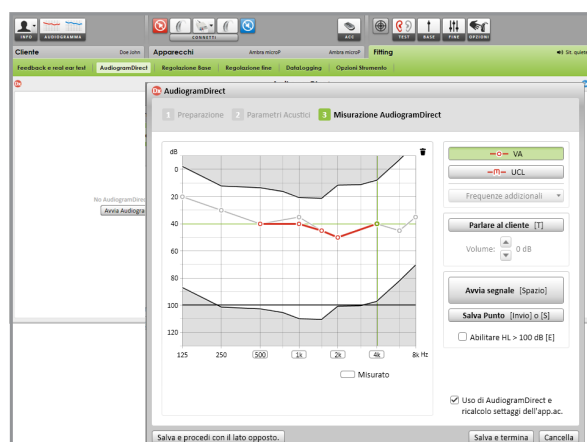 INFO
AUDIOGRAMMA
CONNETTI
ACC
TEST
BASE
FINE
OPZIONI
Cliente
Doe John
Apparecchi
Ambra microP
Ambra microP
Fitting
Sit. quiete
Feedback e real ear test
AudiogramDirect
Regolazione Base
Regolazione fine
DataLogging
Opzioni Strumento
Dx
No AudiogramDirec
Avvia Audiogra
Dx AudiogramDirect
1 Preparazione
2 Parametri Acustici
3 Misurazione AudiogramDirect
dB
0
20
40
60
80
100
120
125
250
500
1k
2k
4k
8k Hz
Misurato
VA
UCL
Frequenze addizionali
Parlare al cliente [T]
Volume: 0 dB
Avvia segnale [Spazio]
Salva Punto [Invio] o [S]
Abilitare HL > 100 dB [E]
Uso di AudiogramDirect e
ricalcolo settaggi dell'app.ac.
Salva e procedi con il lato opposto.
Salva e termina
Cancella